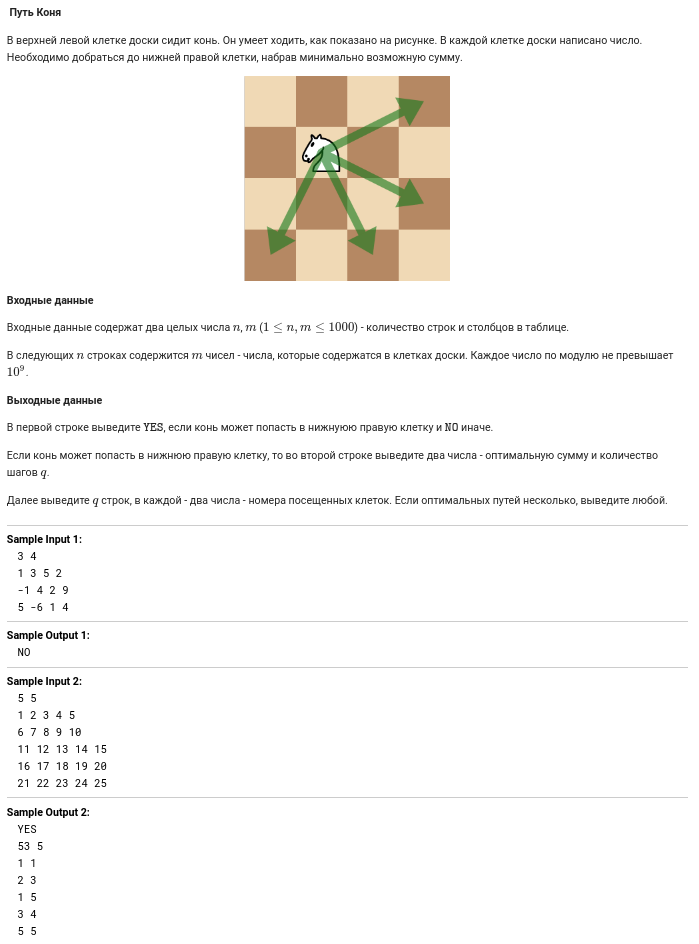 Путь Коня
В верхней левой клетке доски сидит конь. Он умеет ходить, как показано на рисунке. В каждой клетке доски написано число.
Необходимо добраться до нижней правой клетки, набрав минимально возможную сумму.
Входные данные
Входные данные содержат два целых числа n, m (1 ≤ n, m ≤ 1000) - количество строк и столбцов в таблице.
В следующих n строках содержится m чисел - числа, которые содержатся в клетках доски. Каждое число по модулю не превышает
10⁹.
Выходные данные
В первой строке выведите YES, если конь может попасть в нижнуюю правую клетку и NO иначе.
Если конь может попасть в нижнюю правую клетку, то во второй строке выведите два числа - оптимальную сумму и количество
шагов q.
Далее выведите q строк, в каждой - два числа - номера посещенных клеток. Если оптимальных путей несколько, выведите любой.
Sample Input 1:
3 4
1 3 5 2
-1 4 2 9
5 -6 1 4
Sample Output 1:
NO
Sample Input 2:
5 5
1 2 3 4 5
6 7 8 9 10
11 12 13 14 15
16 17 18 19 20
21 22 23 24 25
Sample Output 2:
YES
53 5
1 1
2 3
1 5
3 4
5 5